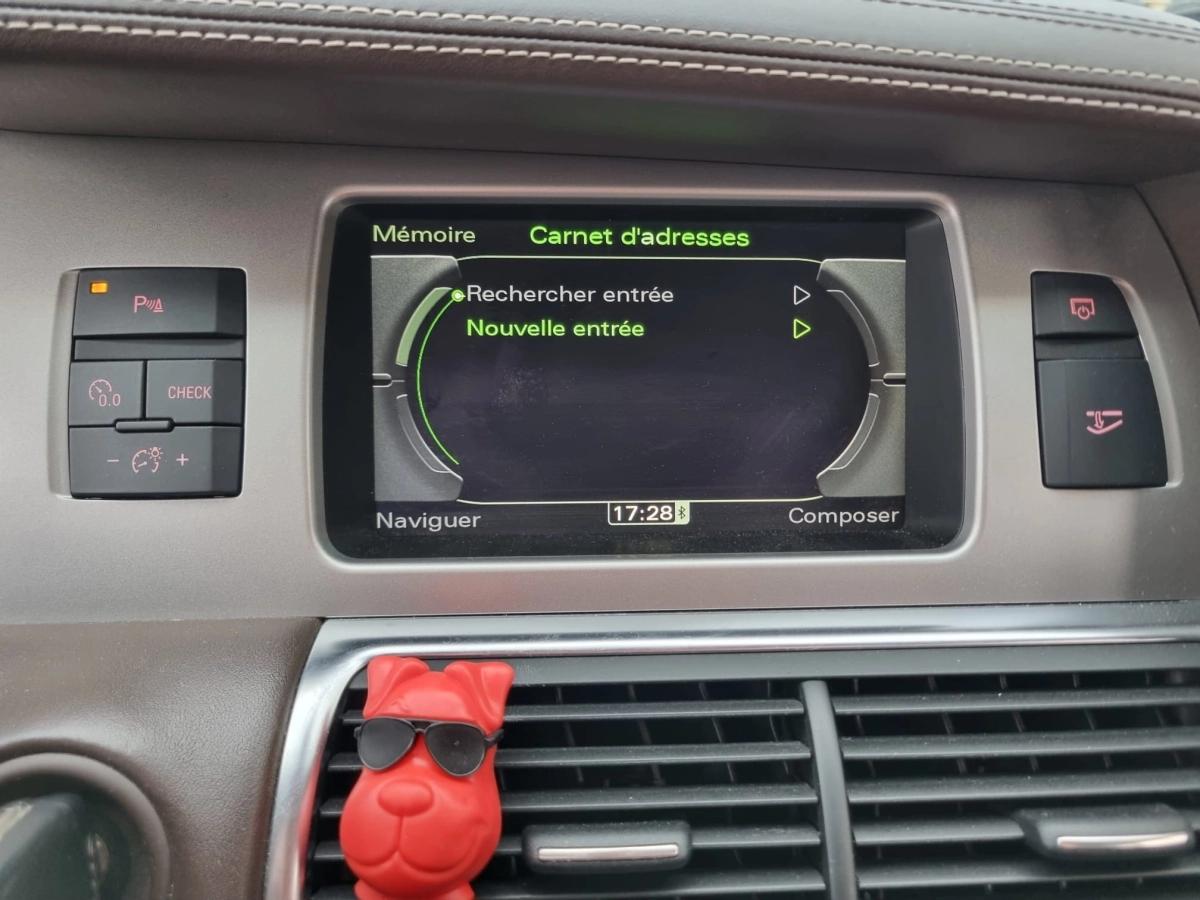 Mémoire
Carnet d'adresses
Rechercher entrée
Nouvelle entrée
Naviguer
17:28
Composer
P
0.0
CHECK
- +